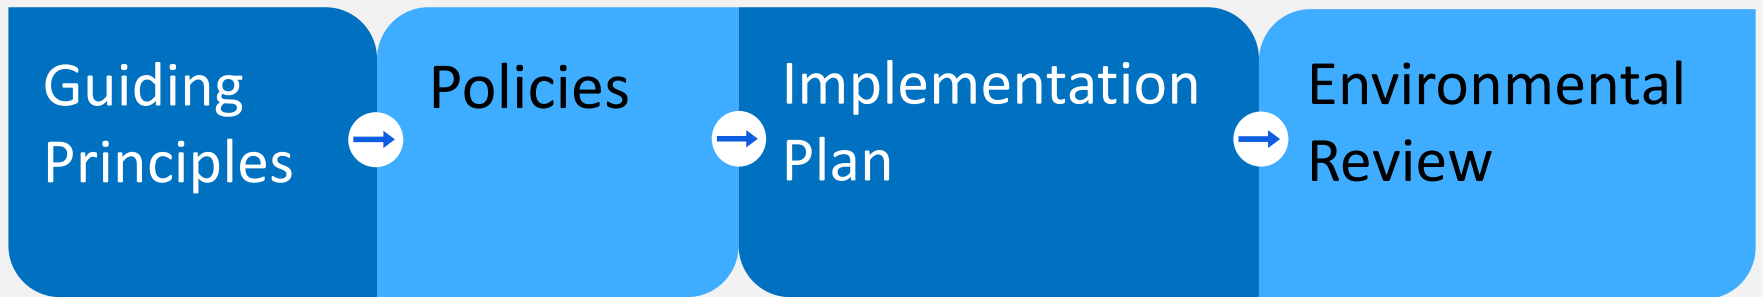 Guiding
Principles
Policies
Implementation
Plan
Environmental
Review